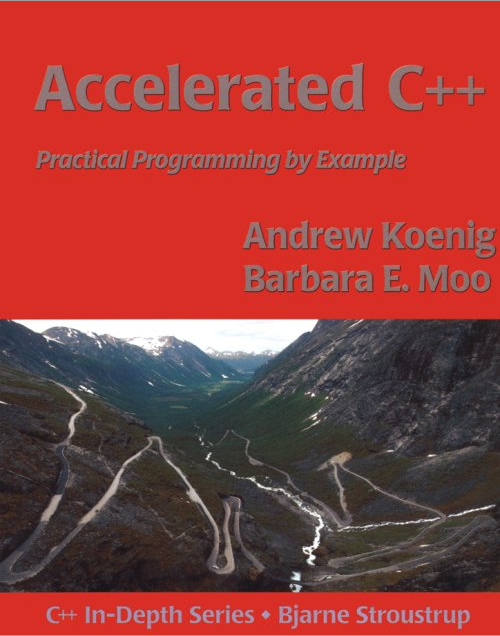 Accelerated C++
Practical Programming by Example
Andrew Koenig
Barbara E. Moo
C++ In-Depth Series • Bjarne Stroustrup